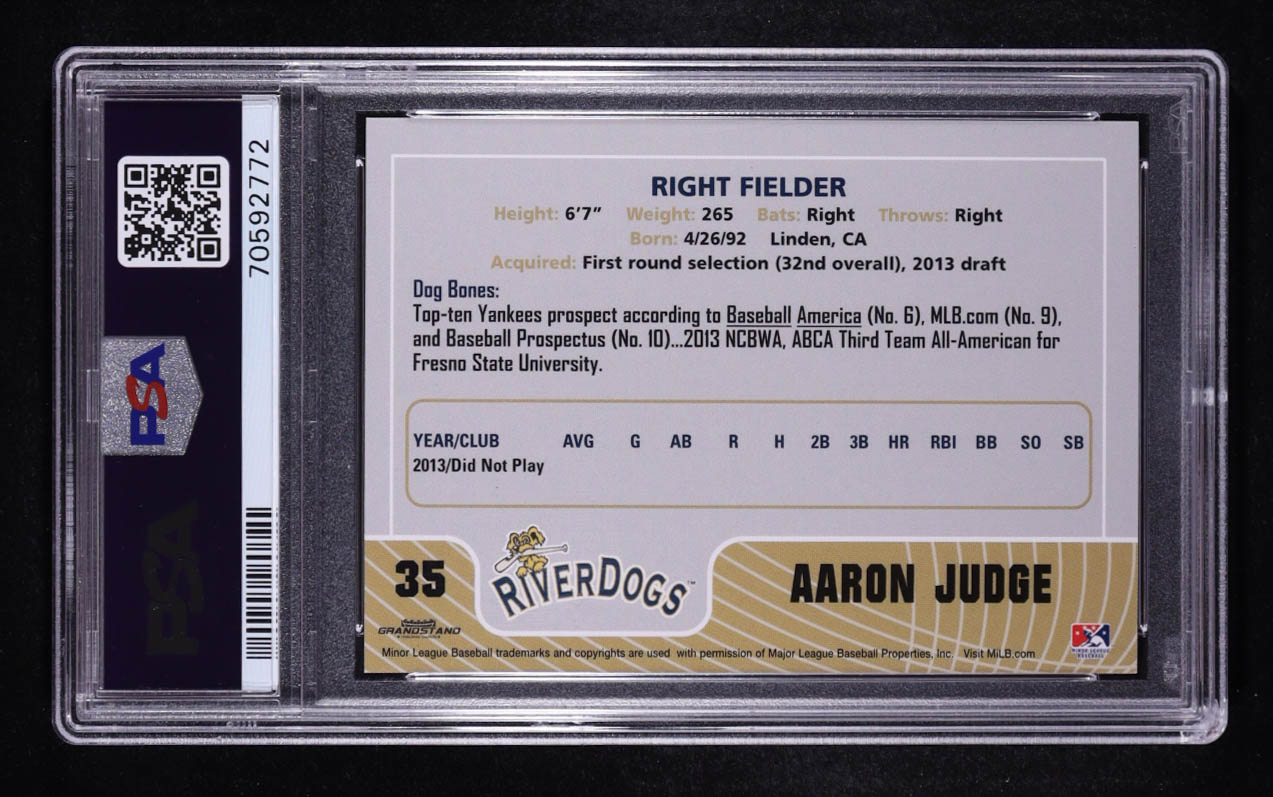 70592772
PSA
PSA
RIGHT FIELDER
Height: 6'7" Weight: 265 Bats: Right Throws: Right
Born: 4/26/92 Linden, CA
Acquired: First round selection (32nd overall), 2013 draft
Dog Bones:
Top-ten Yankees prospect according to Baseball America (No. 6), MLB.com (No. 9),
and Baseball Prospectus (No. 10)...2013 NCBWA, ABCA Third Team All-American for
Fresno State University.
YEAR/CLUB AVG G AB R H 2B 3B HR RBI BB SO SB
2013/Did Not Play
35
RIVERDOGS™
AARON JUDGE
GRANDSTAND
Minor League Baseball trademarks and copyrights are used with permission of Major League Baseball Properties, Inc. Visit MiLB.com
MINOR LEAGUE
BASEBALL